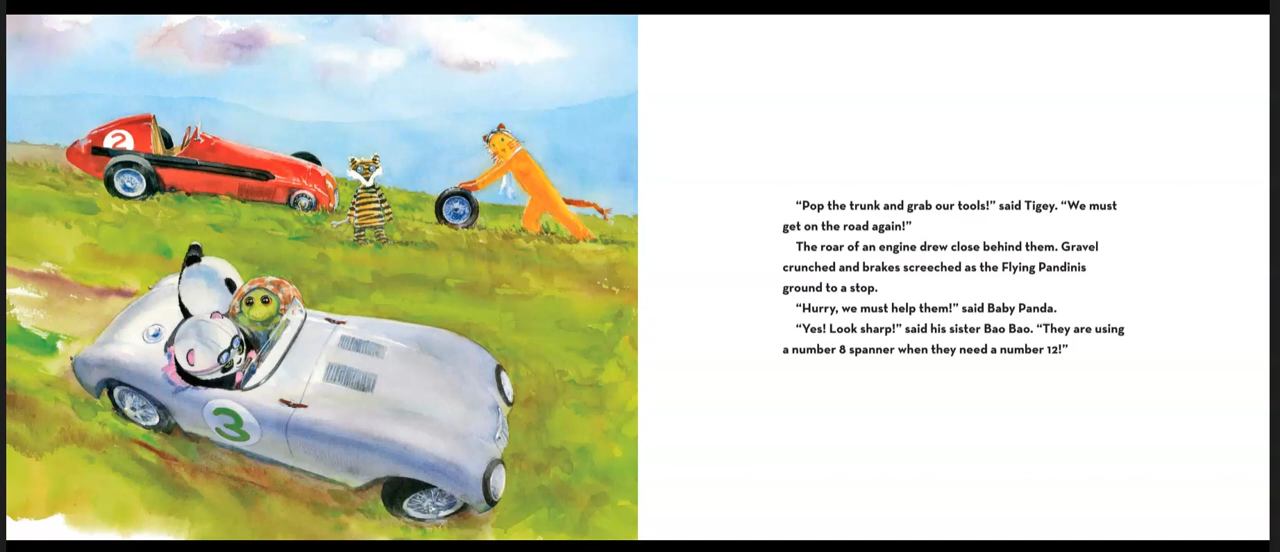 2
3
“Pop the trunk and grab our tools!” said Tigey. “We must
get on the road again!”
The roar of an engine drew close behind them. Gravel
crunched and brakes screeched as the Flying Pandinis
ground to a stop.
“Hurry, we must help them!” said Baby Panda.
“Yes! Look sharp!” said his sister Bao Bao. “They are using
a number 8 spanner when they need a number 12!”